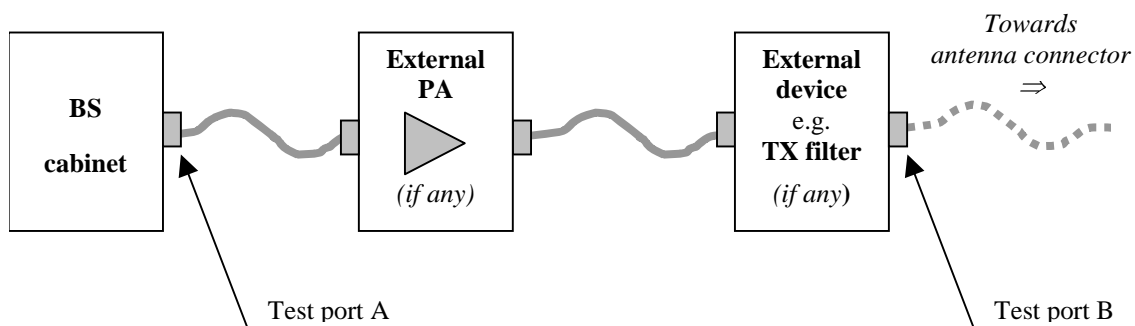 BS
cabinet
External
PA
(if any)
External
device
e.g.
TX filter
(if any)
Towards
antenna connector
⇒
Test port A
Test port B